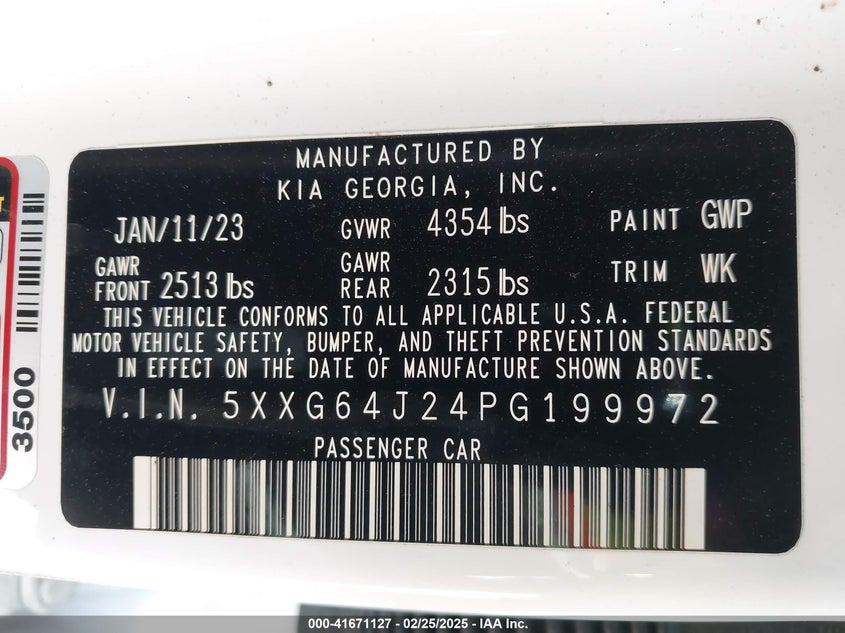 MANUFACTURED BY
KIA GEORGIA, INC.
JAN/11/23 GVWR 4354 lbs PAINT GWP
GAWR FRONT 2513 lbs GAWR REAR 2315 lbs TRIM WK
THIS VEHICLE CONFORMS TO ALL APPLICABLE U.S.A. FEDERAL
MOTOR VEHICLE SAFETY, BUMPER, AND THEFT PREVENTION STANDARDS
IN EFFECT ON THE DATE OF MANUFACTURE SHOWN ABOVE.
V.I.N. 5XXG64J24PG199972
PASSENGER CAR
3500
000-41671127 - 02/25/2025 - IAA Inc.